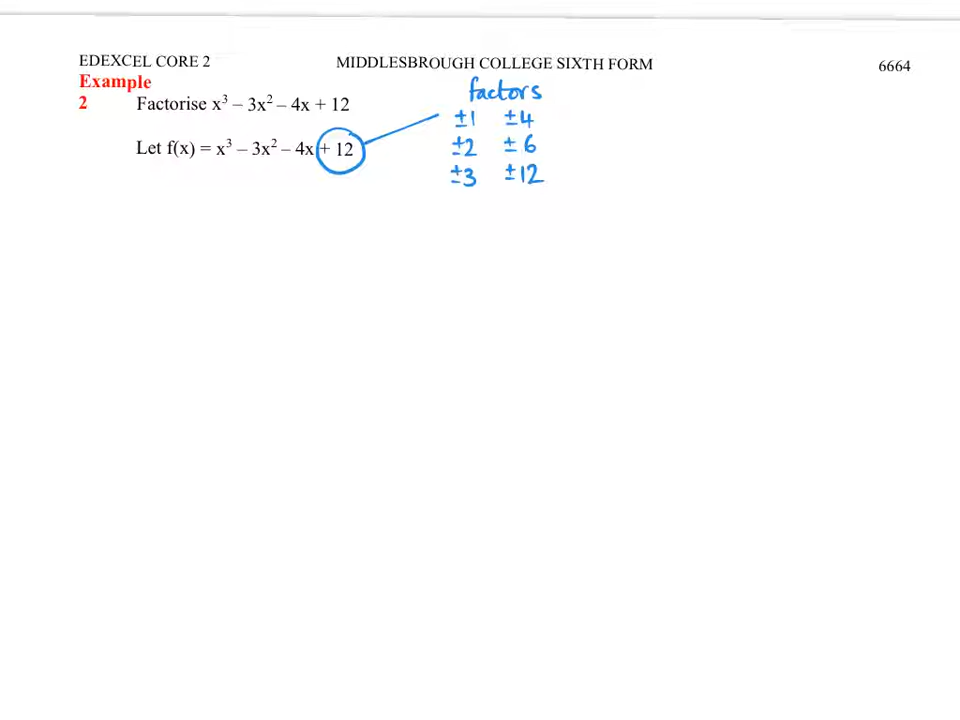 EDEXCEL CORE 2 MIDDLESBROUGH COLLEGE SIXTH FORM 6664
Example
2 Factorise x³ – 3x² – 4x + 12
Let f(x) = x³ – 3x² – 4x + 12
factors
±1 ±4
±2 ±6
±3 ±12